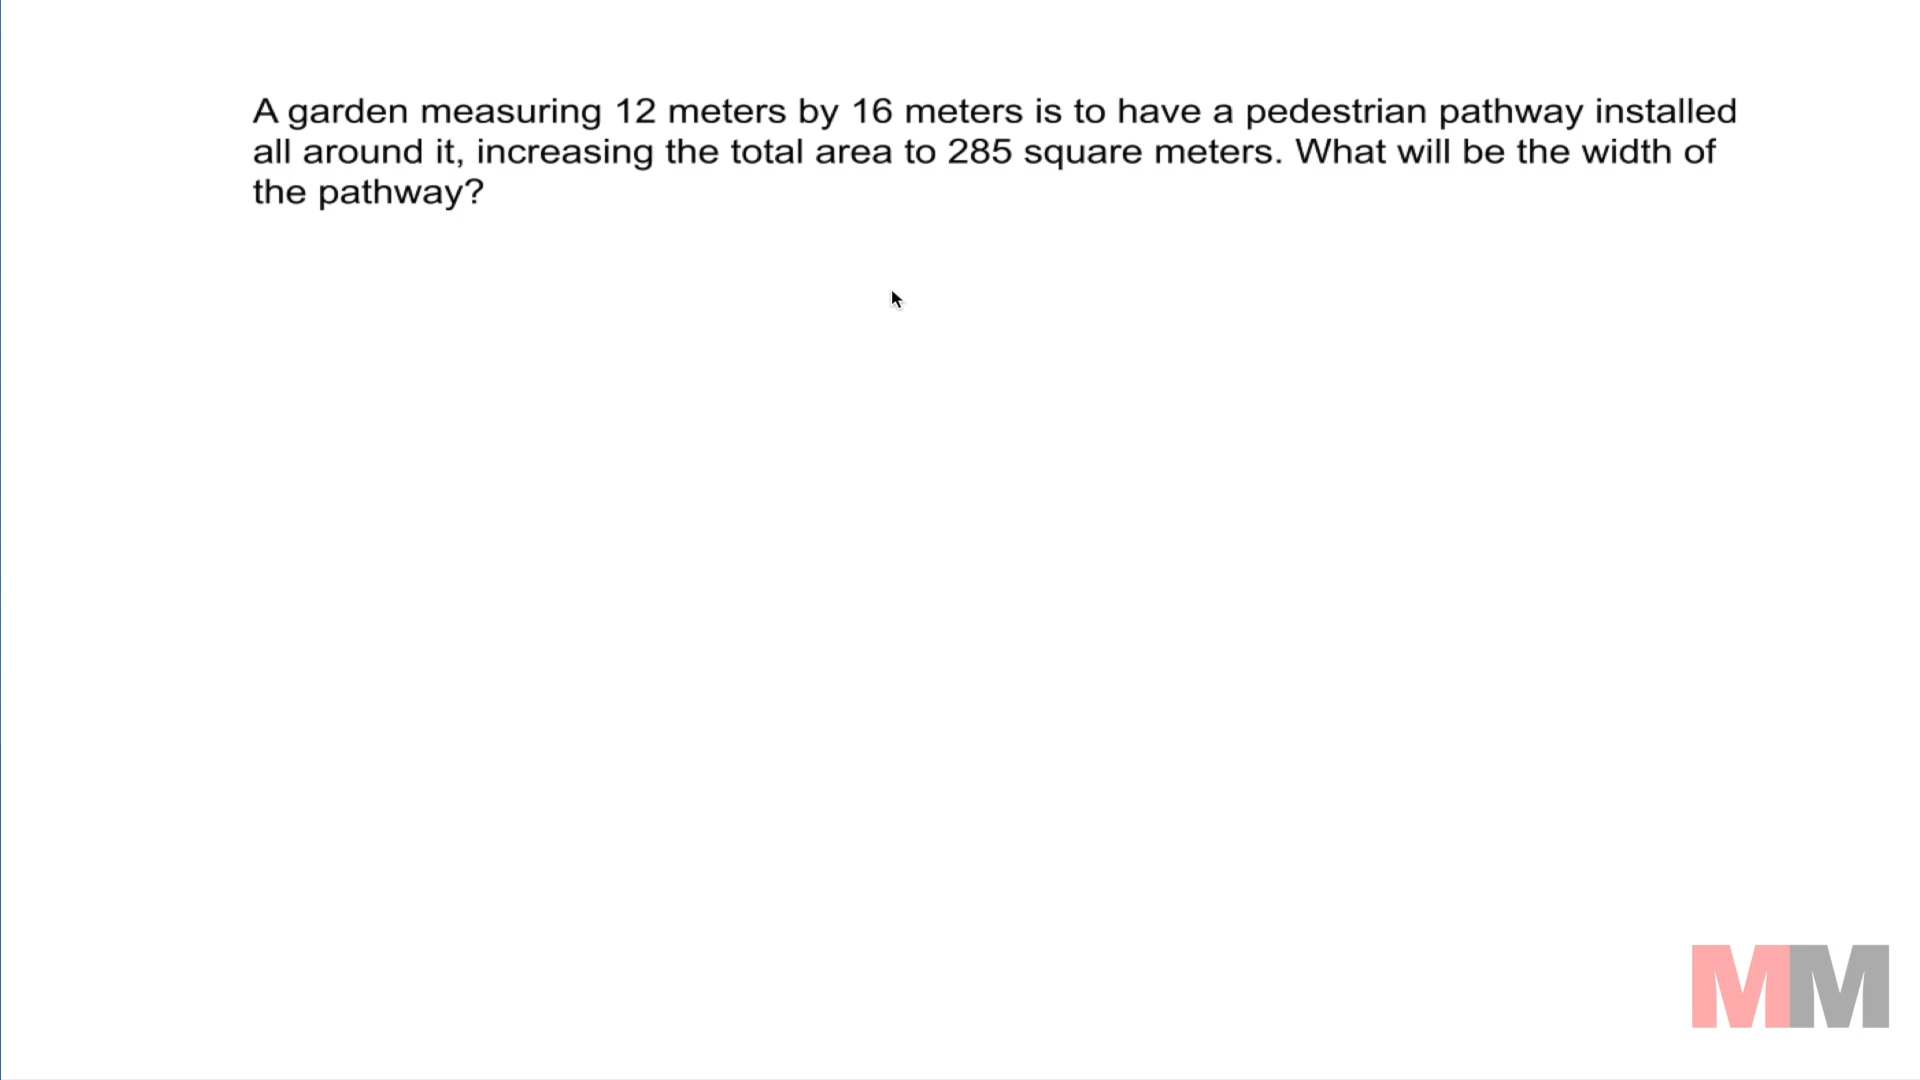 A garden measuring 12 meters by 16 meters is to have a pedestrian pathway installed
all around it, increasing the total area to 285 square meters. What will be the width of
the pathway?
MM